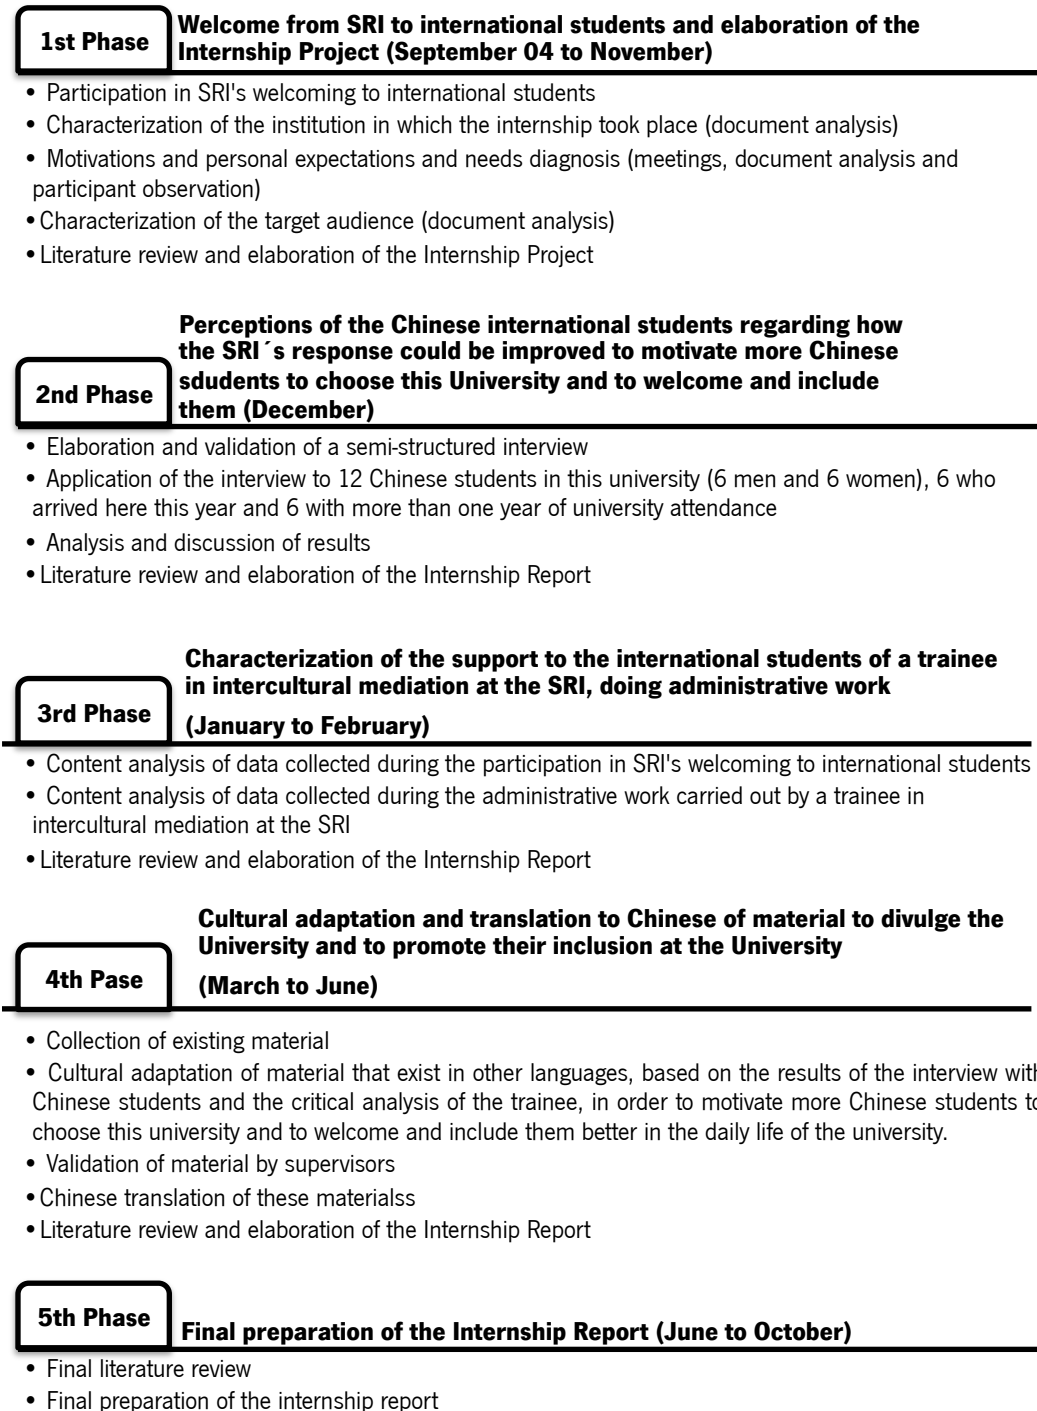 1st Phase
Welcome from SRI to international students and elaboration of the
Internship Project (September 04 to November)
• Participation in SRI's welcoming to international students
• Characterization of the institution in which the internship took place (document analysis)
• Motivations and personal expectations and needs diagnosis (meetings, document analysis and
participant observation)
• Characterization of the target audience (document analysis)
• Literature review and elaboration of the Internship Project
2nd Phase
Perceptions of the Chinese international students regarding how
the SRI´s response could be improved to motivate more Chinese
sdudents to choose this University and to welcome and include
them (December)
• Elaboration and validation of a semi-structured interview
• Application of the interview to 12 Chinese students in this university (6 men and 6 women), 6 who
arrived here this year and 6 with more than one year of university attendance
• Analysis and discussion of results
• Literature review and elaboration of the Internship Report
3rd Phase
Characterization of the support to the international students of a trainee
in intercultural mediation at the SRI, doing administrative work
(January to February)
• Content analysis of data collected during the participation in SRI's welcoming to international students
• Content analysis of data collected during the administrative work carried out by a trainee in
intercultural mediation at the SRI
• Literature review and elaboration of the Internship Report
4th Pase
Cultural adaptation and translation to Chinese of material to divulge the
University and to promote their inclusion at the University
(March to June)
• Collection of existing material
• Cultural adaptation of material that exist in other languages, based on the results of the interview with
Chinese students and the critical analysis of the trainee, in order to motivate more Chinese students to
choose this university and to welcome and include them better in the daily life of the university.
• Validation of material by supervisors
• Chinese translation of these materialss
• Literature review and elaboration of the Internship Report
5th Phase
Final preparation of the Internship Report (June to October)
• Final literature review
• Final preparation of the internship report